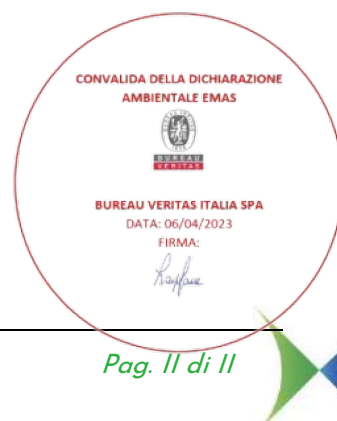 CONVALIDA DELLA DICHIARAZIONE
AMBIENTALE EMAS
BUREAU
VERITAS
BUREAU VERITAS ITALIA SPA
DATA: 06/04/2023
FIRMA:
Pag. II di II